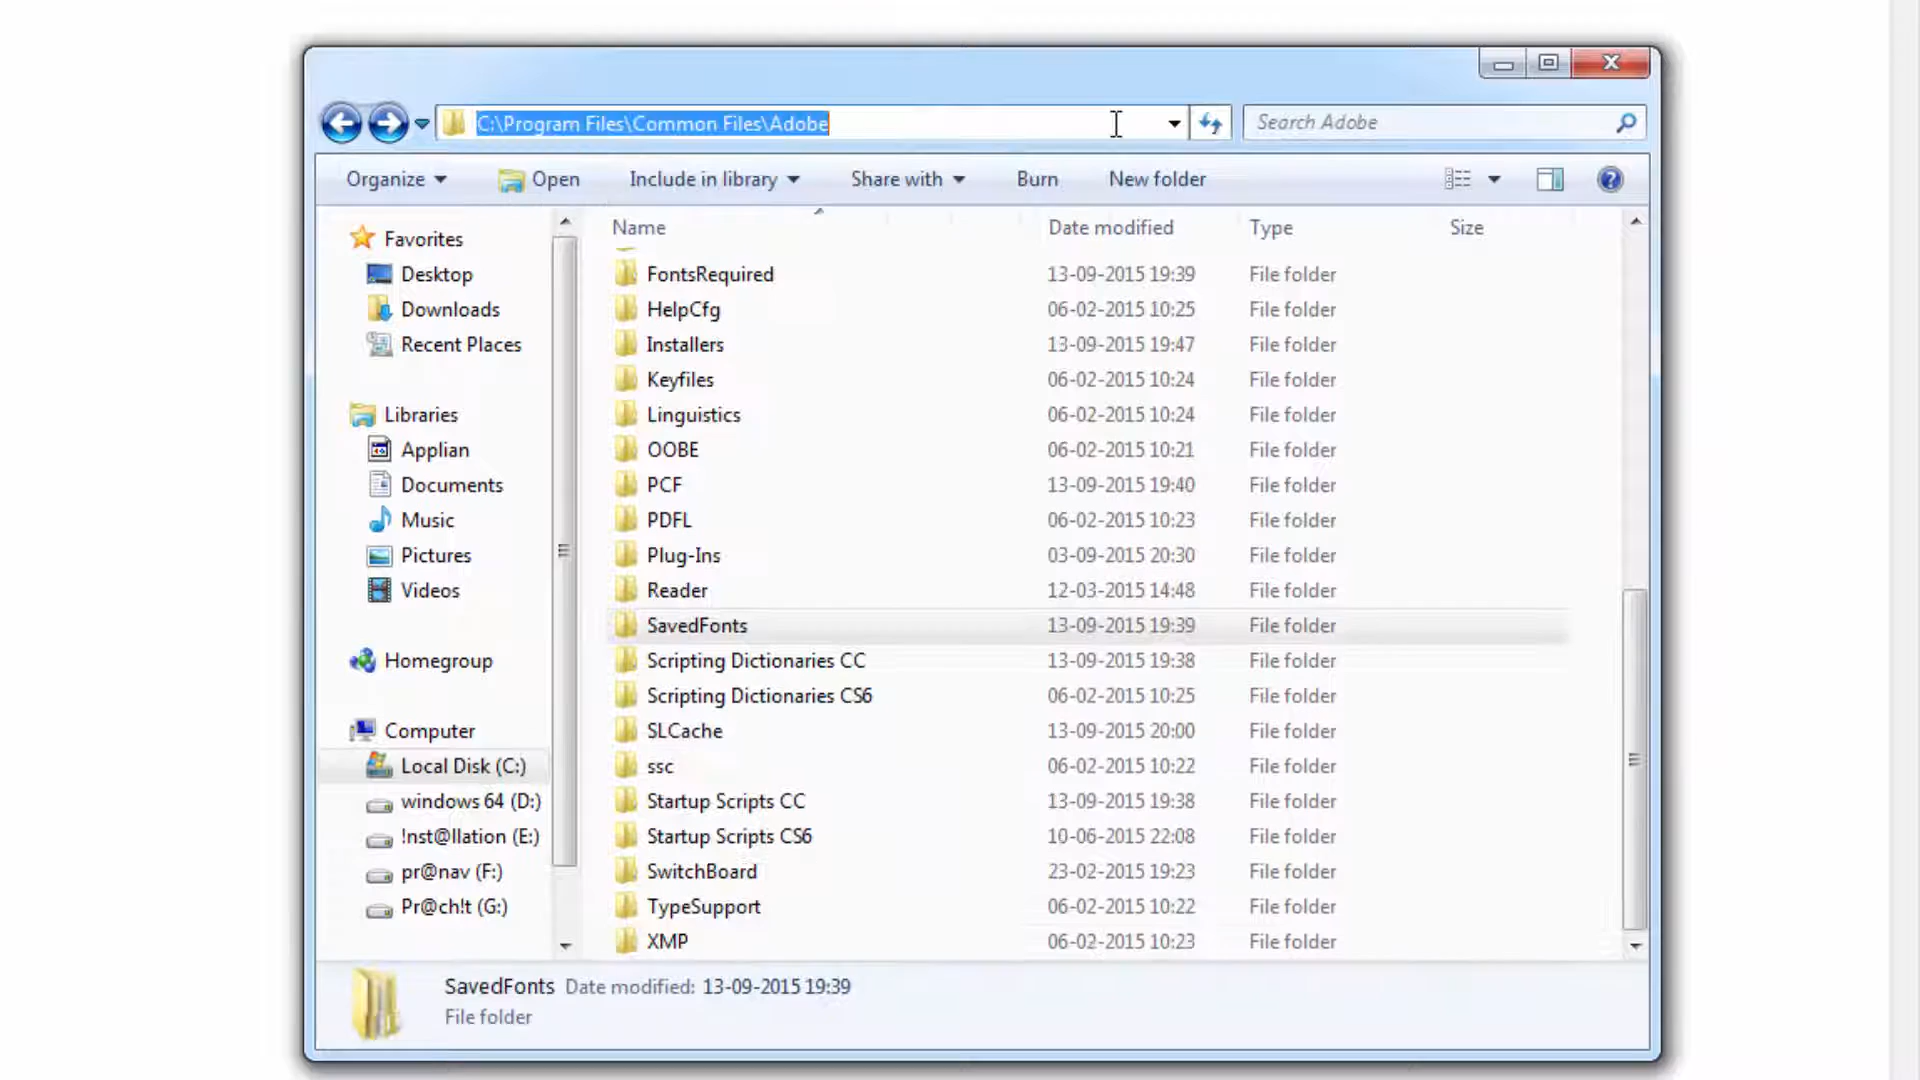 C:\Program Files\Common Files\Adobe
Search Adobe
Organize Open Include in library Share with Burn New folder
Name Date modified Type Size
Favorites
Desktop
Downloads
Recent Places
Libraries
Applian
Documents
Music
Pictures
Videos
Homegroup
Computer
Local Disk (C:)
windows 64 (D:)
!nst@llation (E:)
pr@nav (F:)
Pr@ch!t (G:)
FontsRequired 13-09-2015 19:39 File folder
HelpCfg 06-02-2015 10:25 File folder
Installers 13-09-2015 19:47 File folder
Keyfiles 06-02-2015 10:24 File folder
Linguistics 06-02-2015 10:24 File folder
OOBE 06-02-2015 10:21 File folder
PCF 13-09-2015 19:40 File folder
PDFL 06-02-2015 10:23 File folder
Plug-Ins 03-09-2015 20:30 File folder
Reader 12-03-2015 14:48 File folder
SavedFonts 13-09-2015 19:39 File folder
Scripting Dictionaries CC 13-09-2015 19:38 File folder
Scripting Dictionaries CS6 06-02-2015 10:25 File folder
SLCache 13-09-2015 20:00 File folder
ssc 06-02-2015 10:22 File folder
Startup Scripts CC 13-09-2015 19:38 File folder
Startup Scripts CS6 10-06-2015 22:08 File folder
SwitchBoard 23-02-2015 19:23 File folder
TypeSupport 06-02-2015 10:22 File folder
XMP 06-02-2015 10:23 File folder
SavedFonts Date modified: 13-09-2015 19:39
File folder